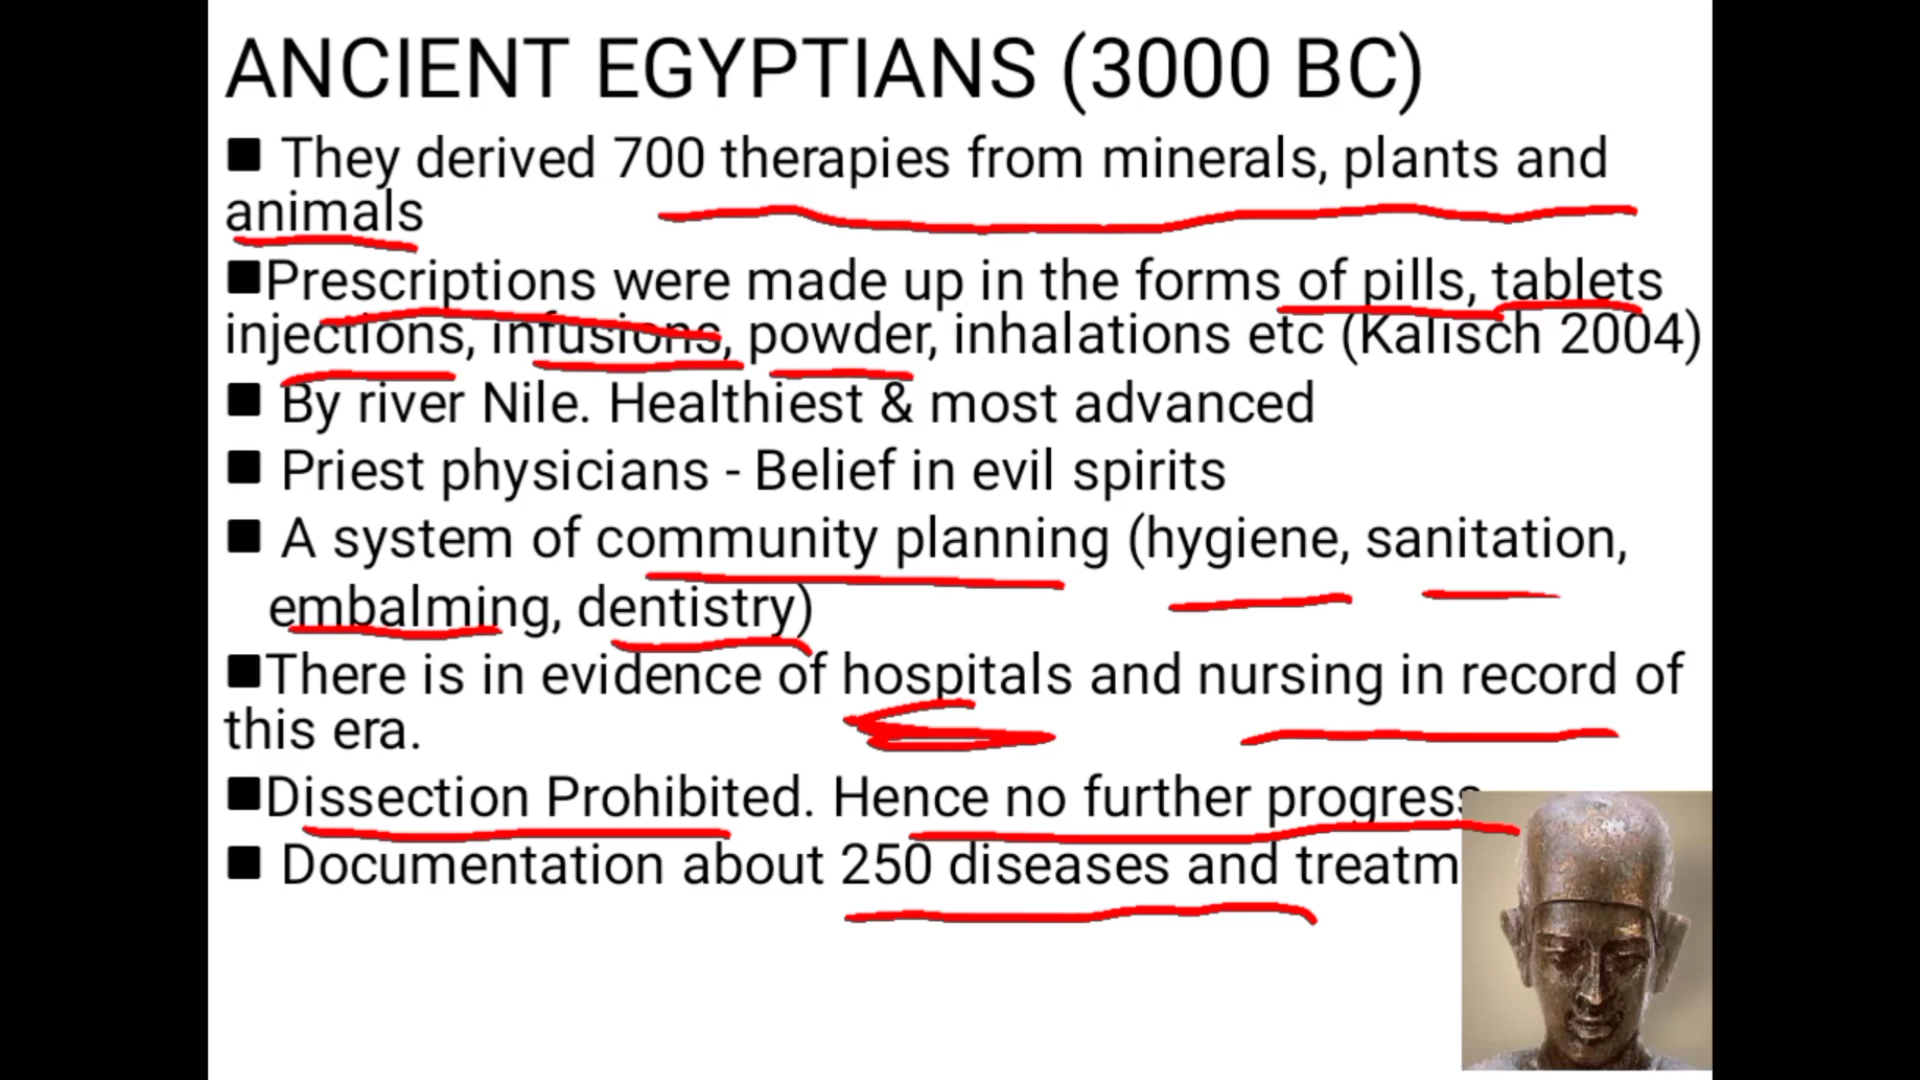 ANCIENT EGYPTIANS (3000 BC)
■ They derived 700 therapies from minerals, plants and
animals
■Prescriptions were made up in the forms of pills, tablets
injections, infusions, powder, inhalations etc (Kalisch 2004)
■ By river Nile. Healthiest & most advanced
■ Priest physicians - Belief in evil spirits
■ A system of community planning (hygiene, sanitation,
embalming, dentistry)
■There is in evidence of hospitals and nursing in record of
this era.
■Dissection Prohibited. Hence no further progress
■ Documentation about 250 diseases and treatm